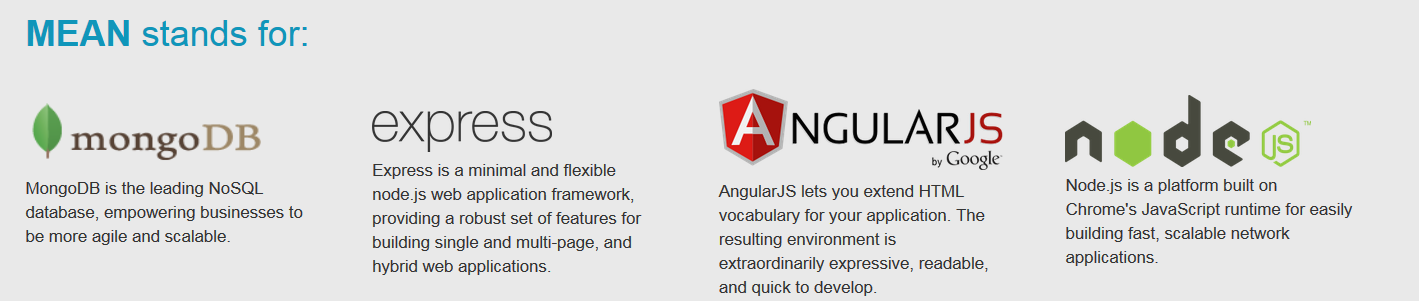 MEAN stands for:
mongoDB
MongoDB is the leading NoSQL
database, empowering businesses to
be more agile and scalable.
express
Express is a minimal and flexible
node.js web application framework,
providing a robust set of features for
building single and multi-page, and
hybrid web applications.
ANGULARJS
by Google
AngularJS lets you extend HTML
vocabulary for your application. The
resulting environment is
extraordinarily expressive, readable,
and quick to develop.
node JS™
Node.js is a platform built on
Chrome's JavaScript runtime for easily
building fast, scalable network
applications.